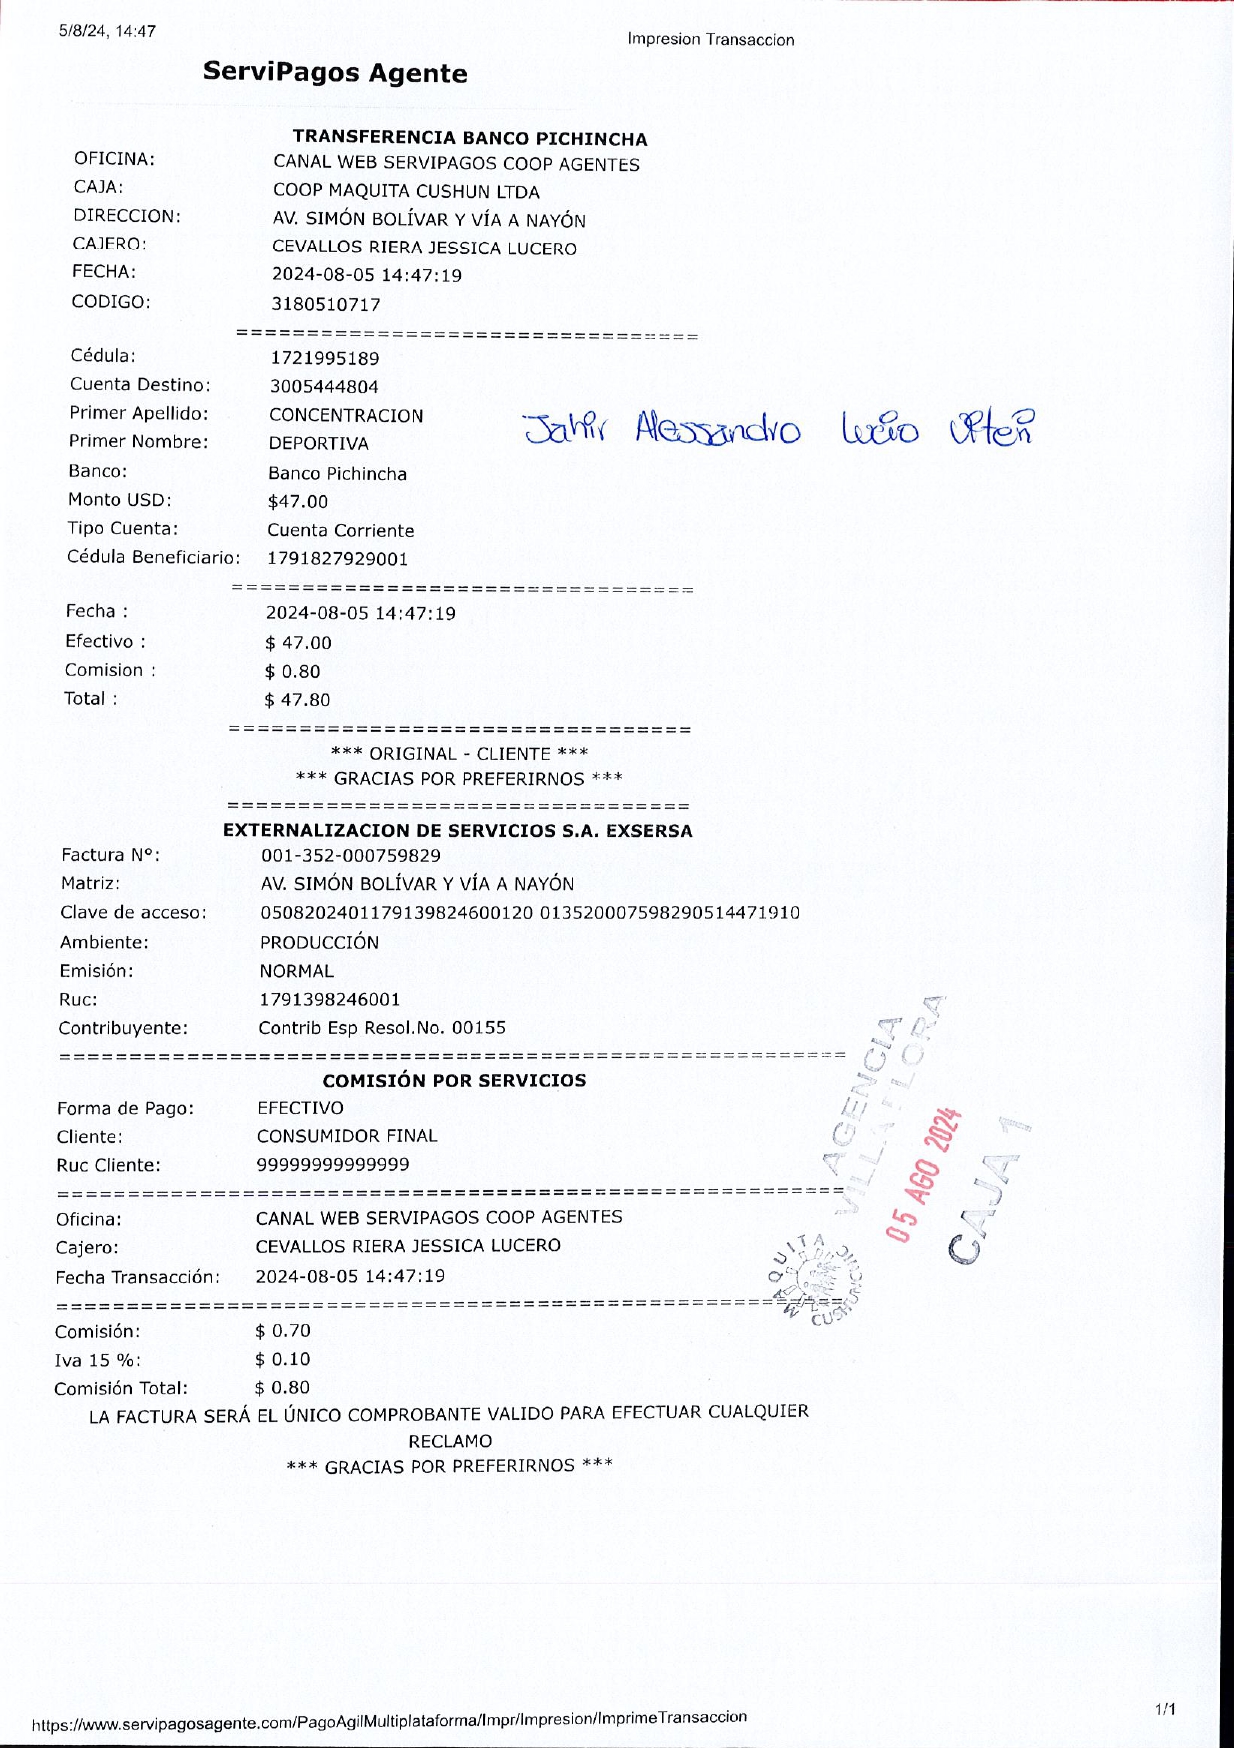 5/8/24, 14:47
Impresion Transaccion
ServiPagos Agente
TRANSFERENCIA BANCO PICHINCHA
OFICINA: CANAL WEB SERVIPAGOS COOP AGENTES
CAJA: COOP MAQUITA CUSHUN LTDA
DIRECCION: AV. SIMÓN BOLÍVAR Y VÍA A NAYÓN
CAJERO: CEVALLOS RIERA JESSICA LUCERO
FECHA: 2024-08-05 14:47:19
CODIGO: 3180510717
=================================
Cédula: 1721995189
Cuenta Destino: 3005444804
Primer Apellido: CONCENTRACION
Jahir Alessandro Lucio
Primer Nombre: DEPORTIVA
Banco: Banco Pichincha
Monto USD: $47.00
Tipo Cuenta: Cuenta Corriente
Cédula Beneficiario: 1791827929001
=================================
Fecha : 2024-08-05 14:47:19
Efectivo : $ 47.00
Comision : $ 0.80
Total : $ 47.80
=================================
*** ORIGINAL - CLIENTE ***
*** GRACIAS POR PREFERIRNOS ***
=================================
EXTERNALIZACION DE SERVICIOS S.A. EXSERSA
Factura Nº: 001-352-000759829
Matriz: AV. SIMÓN BOLÍVAR Y VÍA A NAYÓN
Clave de acceso: 0508202401179139824600120 013520007598290514471910
Ambiente: PRODUCCIÓN
Emisión: NORMAL
Ruc: 1791398246001
Contribuyente: Contrib Esp Resol.No. 00155
========================================================
COMISIÓN POR SERVICIOS
Forma de Pago: EFECTIVO
Cliente: CONSUMIDOR FINAL
Ruc Cliente: 99999999999999
========================================================
AGENCIA
VILLA FLORA
05 AGO 2024
CAJA 1
Oficina: CANAL WEB SERVIPAGOS COOP AGENTES
Cajero: CEVALLOS RIERA JESSICA LUCERO
Fecha Transacción: 2024-08-05 14:47:19
========================================================
MAQUITA CUSHUNCHIC
Comisión: $ 0.70
Iva 15 %: $ 0.10
Comisión Total: $ 0.80
LA FACTURA SERÁ EL ÚNICO COMPROBANTE VALIDO PARA EFECTUAR CUALQUIER
RECLAMO
*** GRACIAS POR PREFERIRNOS ***
https://www.servipagosagente.com/PagoAgilMultiplataforma/Impr/Impresion/ImprimeTransaccion
1/1